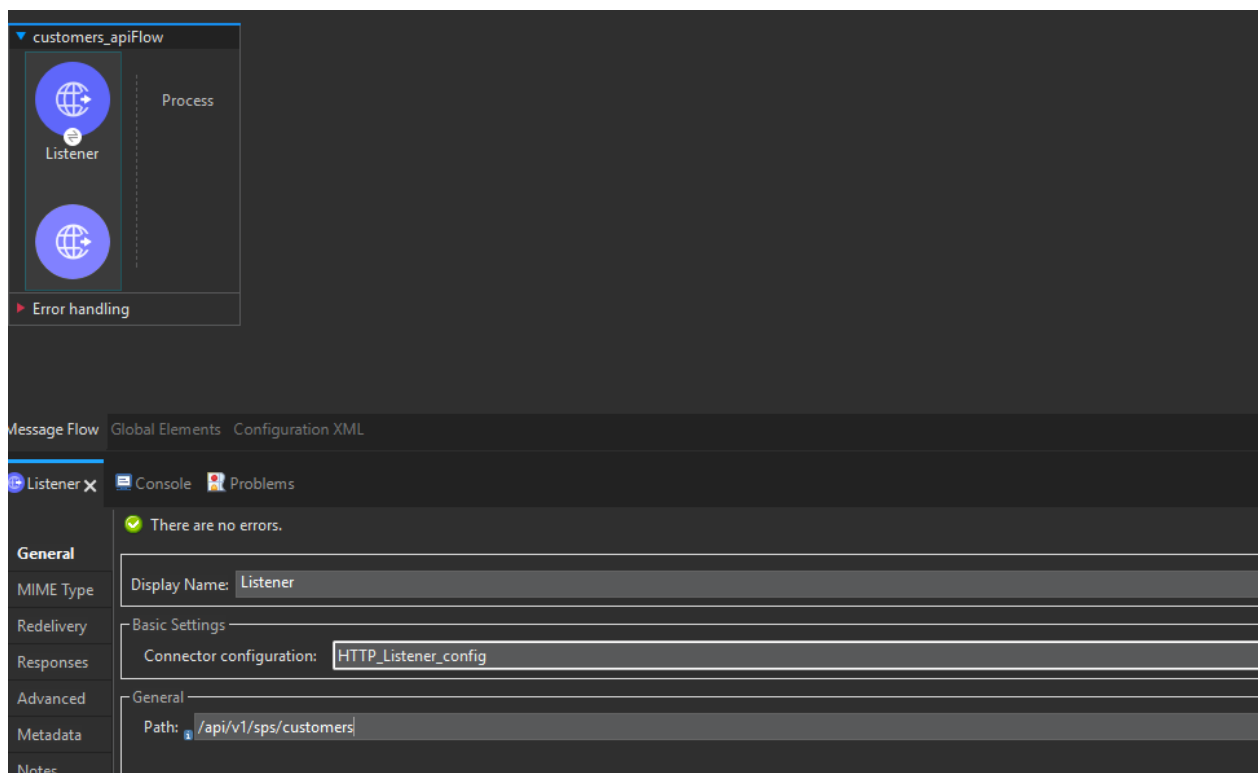 customers_apiFlow
Process
Listener
Error handling
Message Flow Global Elements Configuration XML
Listener Console Problems
There are no errors.
General
Display Name: Listener
MIME Type
Redelivery
Basic Settings
Connector configuration: HTTP_Listener_config
Responses
Advanced
General
Path: /api/v1/sps/customers
Metadata
Notes